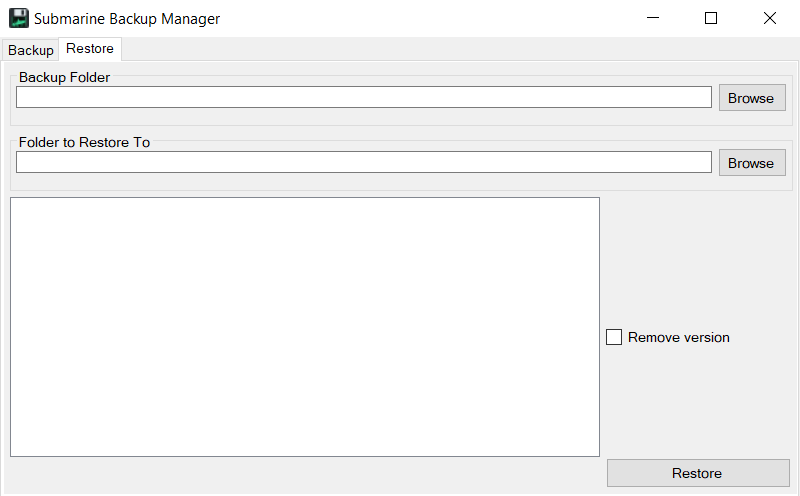 Submarine Backup Manager
Backup Restore
Backup Folder
Browse
Folder to Restore To
Browse
Remove version
Restore